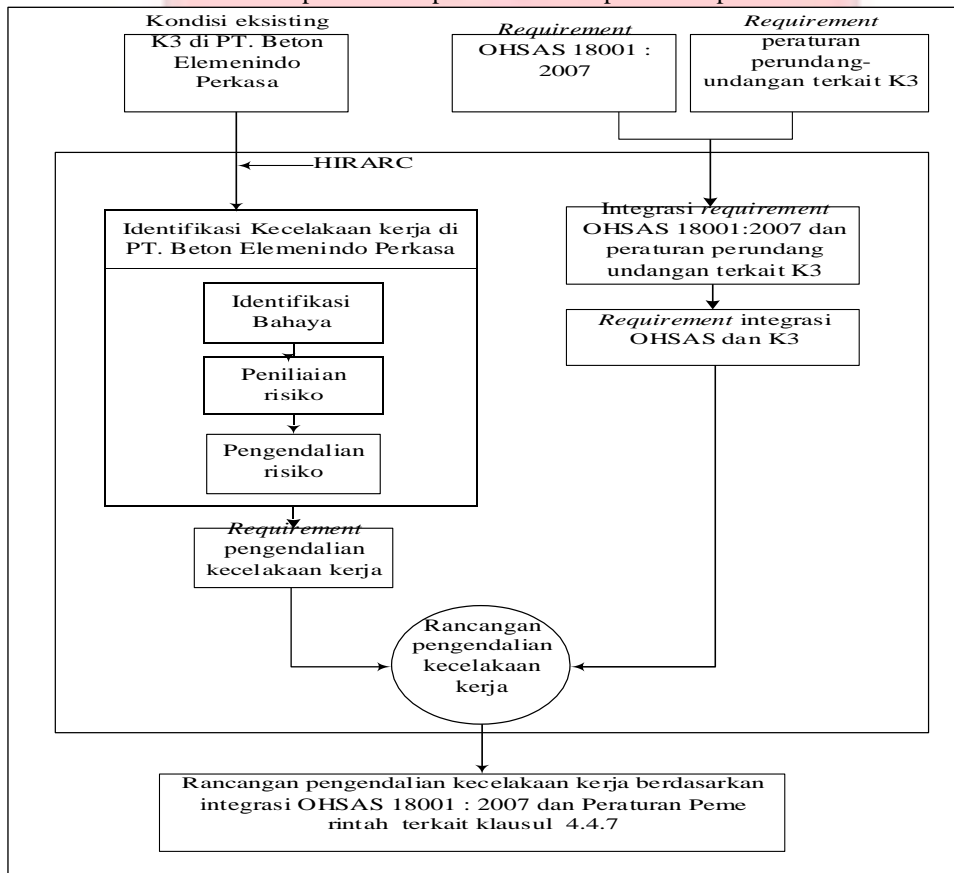 Kondisi eksisting
K3 di PT. Beton
Elemenindo
Perkasa
Requirement
OHSAS 18001 :
2007
Requirement
peraturan
perundang-
undangan terkait K3
HIRARC
Identifikasi Kecelakaan kerja di
PT. Beton Elemenindo Perkasa
Identifikasi
Bahaya
Peniliaian
risiko
Pengendalian
risiko
Requirement
pengendalian
kecelakaan kerja
Integrasi requirement
OHSAS 18001:2007 dan
peraturan perundang
undangan terkait K3
Requirement integrasi
OHSAS dan K3
Rancangan
pengendalian
kecelakaan
kerja
Rancangan pengendalian kecelakaan kerja berdasarkan
integrasi OHSAS 18001 : 2007 dan Peraturan Peme
rintah terkait klausul 4.4.7